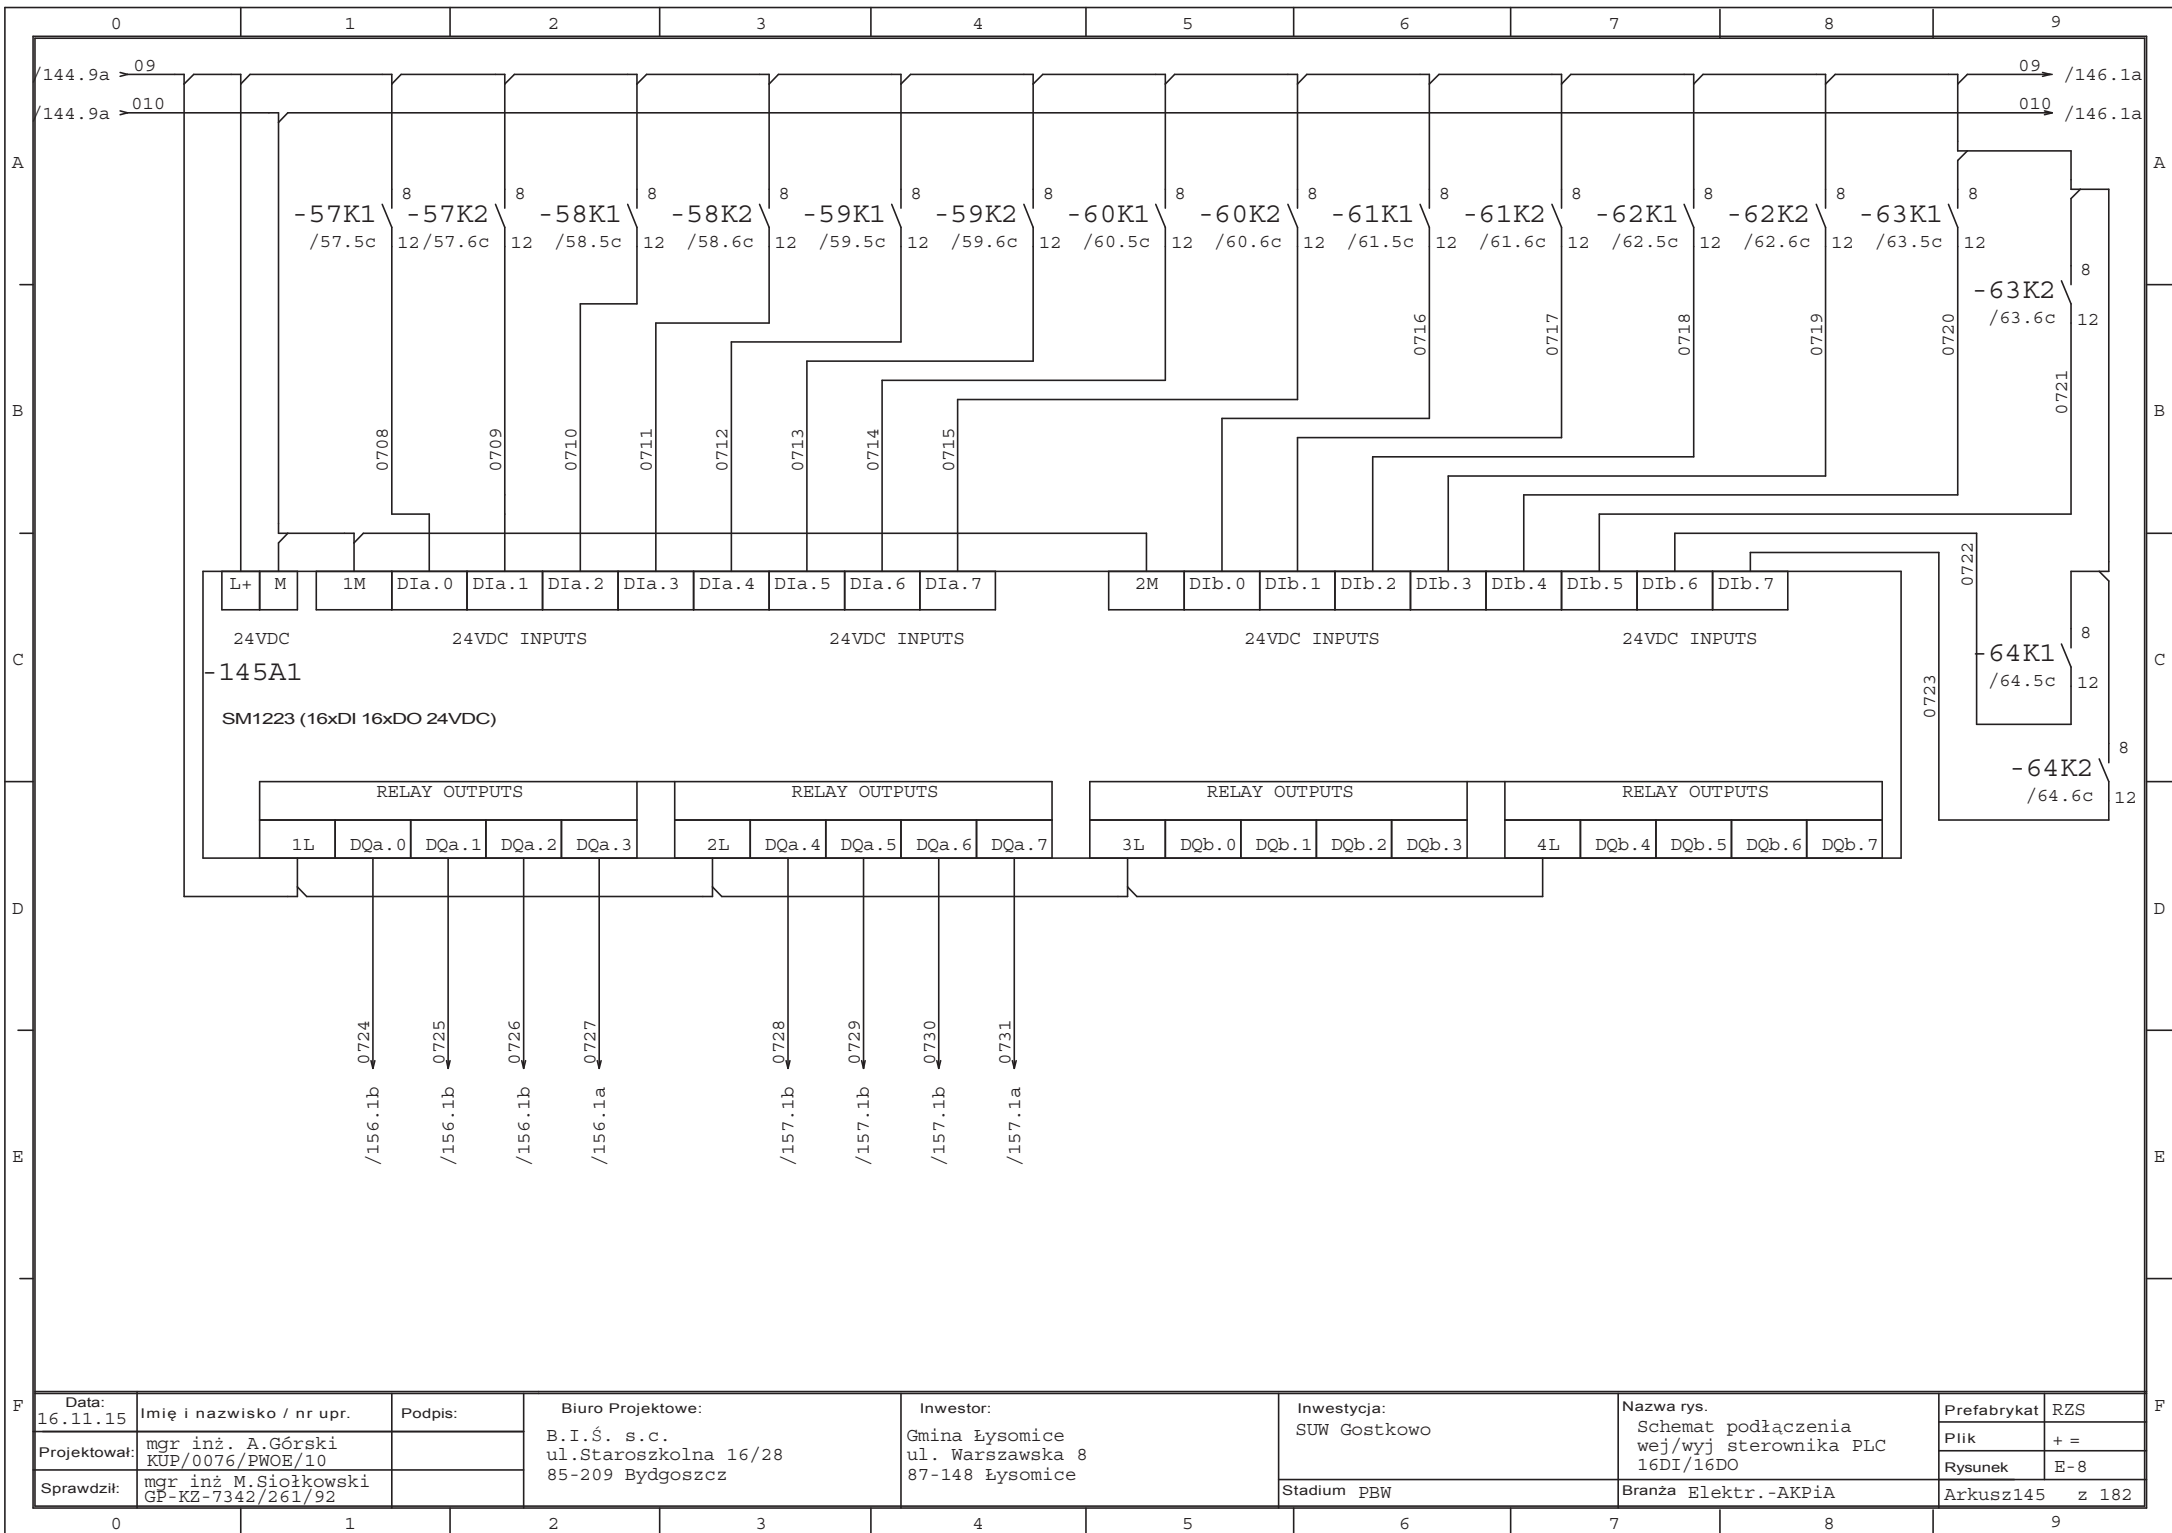 0 1 2 3 4 5 6 7 8 9
/144.9a 09 09 /146.1a
/144.9a 010 010 /146.1a
A A
8 8 8 8 8 8 8 8 8 8 8 8 8
-57K1 -57K2 -58K1 -58K2 -59K1 -59K2 -60K1 -60K2 -61K1 -61K2 -62K1 -62K2 -63K1
/57.5c 12 /57.6c 12 /58.5c 12 /58.6c 12 /59.5c 12 /59.6c 12 /60.5c 12 /60.6c 12 /61.5c 12 /61.6c 12 /62.5c 12 /62.6c 12 /63.5c 12
8
-63K2
/63.6c 12
0716 0717 0718 0719 0720
0721
B B
0708 0709 0710 0711 0712 0713 0714 0715
0722
L+ M 1M DIa.0 DIa.1 DIa.2 DIa.3 DIa.4 DIa.5 DIa.6 DIa.7 2M DIb.0 DIb.1 DIb.2 DIb.3 DIb.4 DIb.5 DIb.6 DIb.7
24VDC 24VDC INPUTS 24VDC INPUTS 24VDC INPUTS 24VDC INPUTS
8
-64K1
/64.5c 12
C C
-145A1
0723
SM1223 (16xDI 16xDO 24VDC)
8
-64K2
/64.6c 12
RELAY OUTPUTS RELAY OUTPUTS RELAY OUTPUTS RELAY OUTPUTS
1L DQa.0 DQa.1 DQa.2 DQa.3 2L DQa.4 DQa.5 DQa.6 DQa.7 3L DQb.0 DQb.1 DQb.2 DQb.3 4L DQb.4 DQb.5 DQb.6 DQb.7
D D
0724 0725 0726 0727 0728 0729 0730 0731
/156.1b /156.1b /156.1b /156.1a /157.1b /157.1b /157.1b /157.1a
E E
F F
Data:
16.11.15
Imię i nazwisko / nr upr.
Podpis:
Projektował:
mgr inż. A.Górski
KUP/0076/PWOE/10
Sprawdził:
mgr inż M.Siołkowski
GP-KZ-7342/261/92
Biuro Projektowe:
B.I.Ś. s.c.
ul.Staroszkolna 16/28
85-209 Bydgoszcz
Inwestor:
Gmina Łysomice
ul. Warszawska 8
87-148 Łysomice
Inwestycja:
SUW Gostkowo
Stadium PBW
Nazwa rys.
Schemat podłączenia
wej/wyj sterownika PLC
16DI/16DO
Branża Elektr.-AKPiA
Prefabrykat RZS
Plik + =
Rysunek E-8
Arkusz145 z 182
0 1 2 3 4 5 6 7 8 9